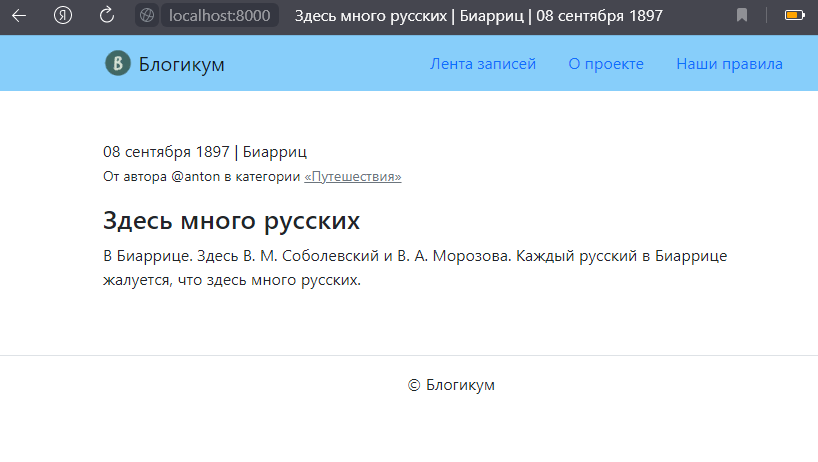 Я localhost:8000 Здесь много русских | Биарриц | 08 сентября 1897
B Блогикум Лента записей О проекте Наши правила
08 сентября 1897 | Биарриц
От автора @anton в категории «Путешествия»
Здесь много русских
В Биаррице. Здесь В. М. Соболевский и В. А. Морозова. Каждый русский в Биаррице
жалуется, что здесь много русских.
© Блогикум